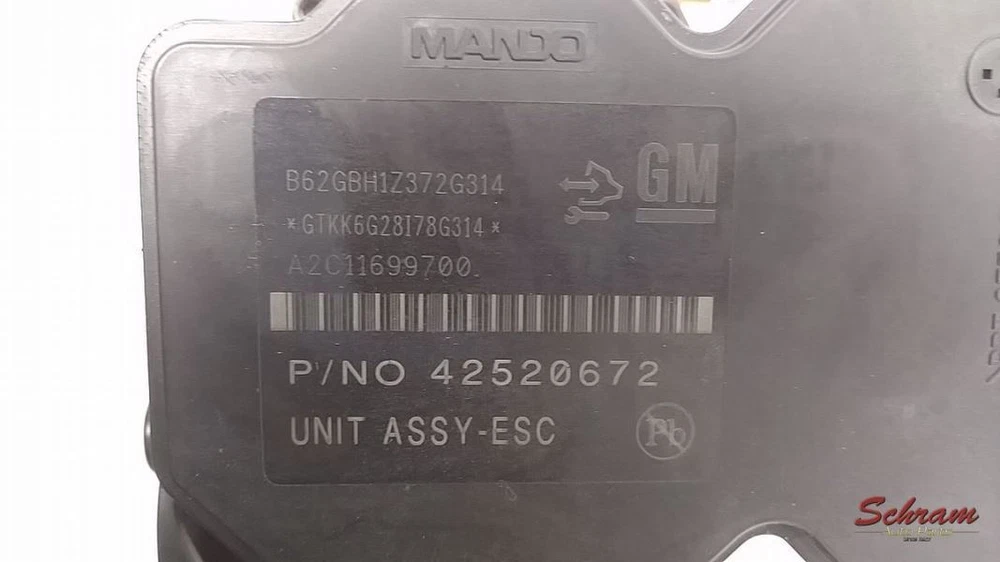 MANDO
B62GBH1Z372G314
GM
*GTKK6G28I78G314*
A2C11699700
P/NO 42520672
UNIT ASSY-ESC
Pb
Schram